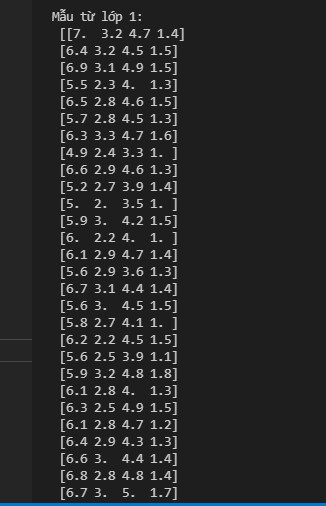 Mẫu từ lớp 1:
[[7.  3.2 4.7 1.4]
[6.4 3.2 4.5 1.5]
[6.9 3.1 4.9 1.5]
[5.5 2.3 4.  1.3]
[6.5 2.8 4.6 1.5]
[5.7 2.8 4.5 1.3]
[6.3 3.3 4.7 1.6]
[4.9 2.4 3.3 1. ]
[6.6 2.9 4.6 1.3]
[5.2 2.7 3.9 1.4]
[5.  2.  3.5 1. ]
[5.9 3.  4.2 1.5]
[6.  2.2 4.  1. ]
[6.1 2.9 4.7 1.4]
[5.6 2.9 3.6 1.3]
[6.7 3.1 4.4 1.4]
[5.6 3.  4.5 1.5]
[5.8 2.7 4.1 1. ]
[6.2 2.2 4.5 1.5]
[5.6 2.5 3.9 1.1]
[5.9 3.2 4.8 1.8]
[6.1 2.8 4.  1.3]
[6.3 2.5 4.9 1.5]
[6.1 2.8 4.7 1.2]
[6.4 2.9 4.3 1.3]
[6.6 3.  4.4 1.4]
[6.8 2.8 4.8 1.4]
[6.7 3.  5.  1.7]